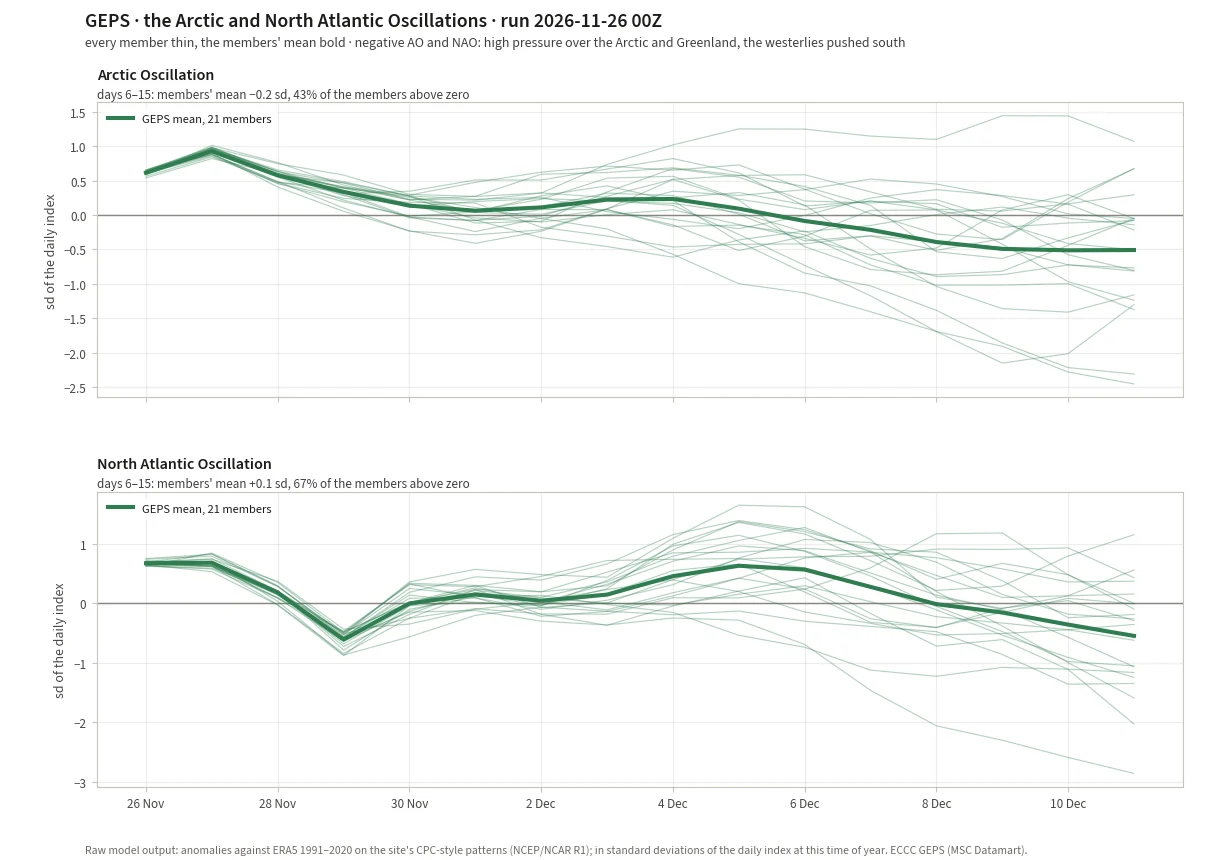 GEPS · the Arctic and North Atlantic Oscillations · run 2026-11-26 00Z
every member thin, the members' mean bold · negative AO and NAO: high pressure over the Arctic and Greenland, the westerlies pushed south
Arctic Oscillation
days 6–15: members' mean −0.2 sd, 43% of the members above zero
GEPS mean, 21 members
sd of the daily index
1.5
1.0
0.5
0.0
−0.5
−1.0
−1.5
−2.0
−2.5
North Atlantic Oscillation
days 6–15: members' mean +0.1 sd, 67% of the members above zero
GEPS mean, 21 members
sd of the daily index
1
0
−1
−2
−3
26 Nov 28 Nov 30 Nov 2 Dec 4 Dec 6 Dec 8 Dec 10 Dec
Raw model output: anomalies against ERA5 1991–2020 on the site's CPC-style patterns (NCEP/NCAR R1); in standard deviations of the daily index at this time of year. ECCC GEPS (MSC Datamart).